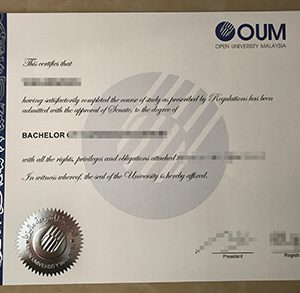 OUM
OPEN UNIVERSITY MALAYSIA
This certifies that
having satisfactorily completed the course of study as prescribed by Regulations has been
admitted with the approval of Senate, to the degree of
BACHELOR
with all the rights, privileges and obligations attached
In witness whereof, the seal of the University is hereby affixed.
President
Registr